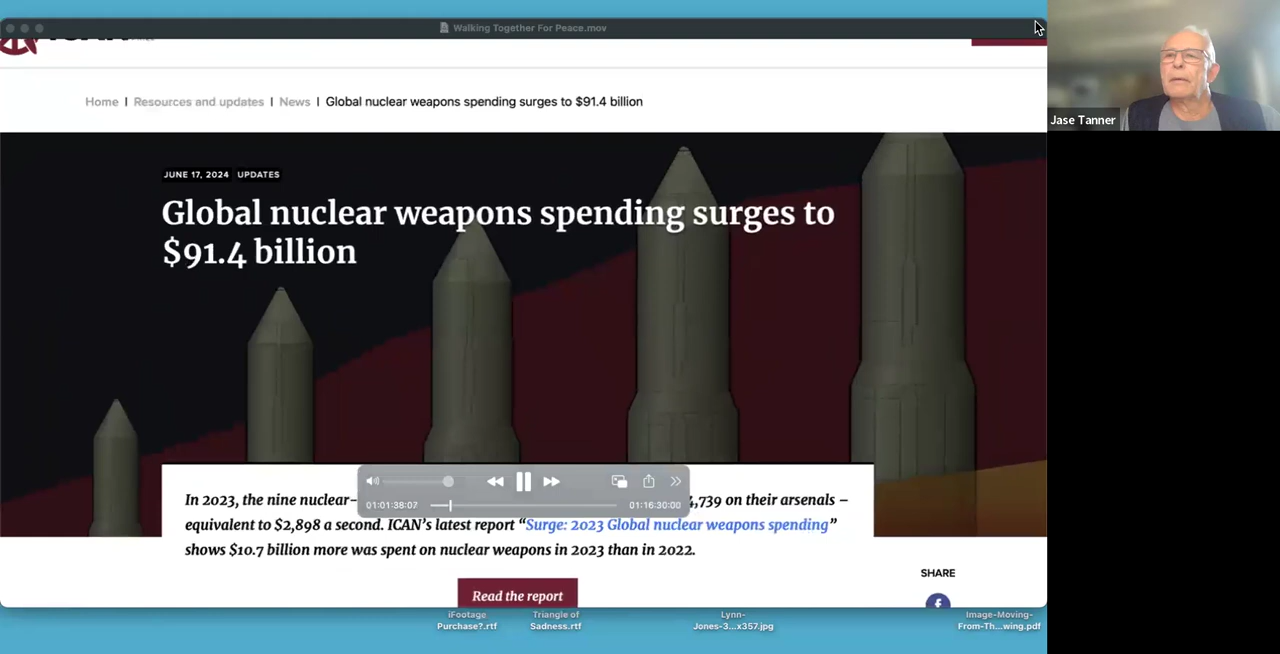 Walking Together For Peace.mov
Home | Resources and updates | News | Global nuclear weapons spending surges to $91.4 billion
JUNE 17, 2024 UPDATES
Global nuclear weapons spending surges to
$91.4 billion
In 2023, the nine nuclear- 4,739 on their arsenals –
01:01:38:07 01:16:30:00
equivalent to $2,898 a second. ICAN's latest report “Surge: 2023 Global nuclear weapons spending”
shows $10.7 billion more was spent on nuclear weapons in 2023 than in 2022.
Read the report
SHARE
iFootage
Purchase?.rtf
Triangle of
Sadness.rtf
Lynn-
Jones-3...x357.jpg
Image-Moving-
From-Th...wing.pdf
Jase Tanner